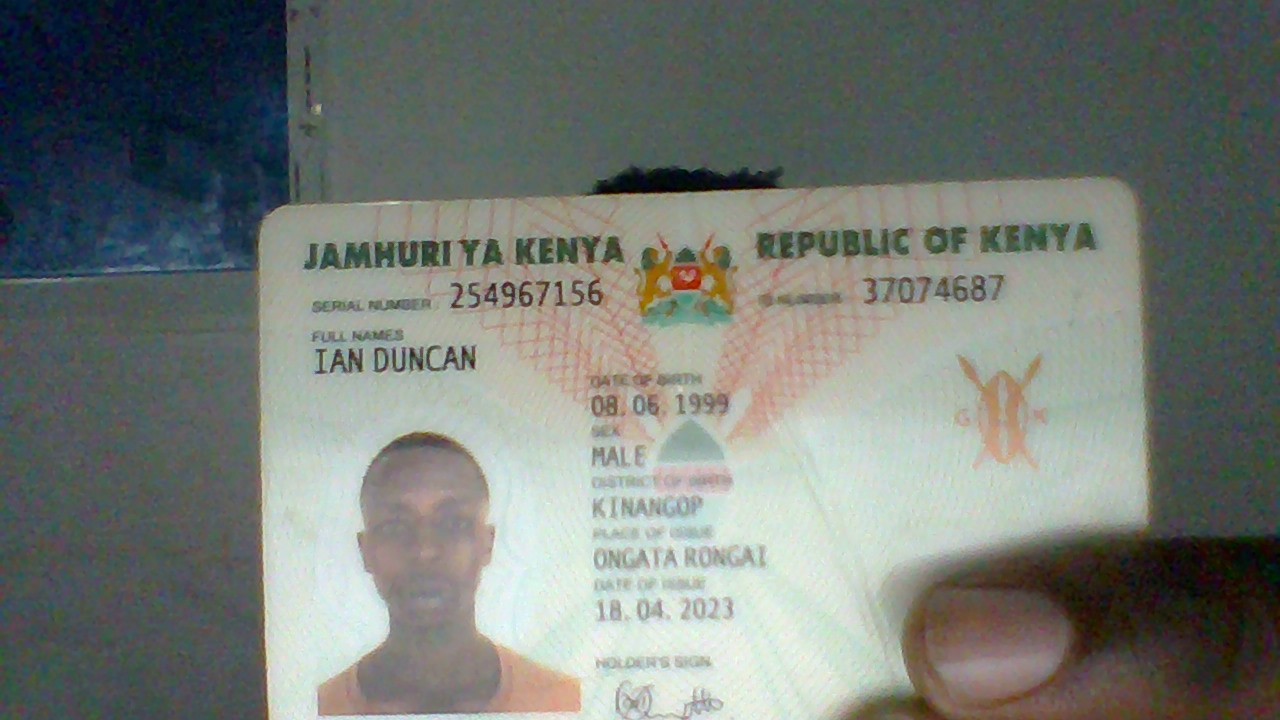 JAMHURI YA KENYA REPUBLIC OF KENYA
SERIAL NUMBER: 254967156 ID NUMBER: 37074687
FULL NAMES
IAN DUNCAN
DATE OF BIRTH
08. 06. 1999
SEX
MALE
DISTRICT OF BIRTH
KINANGOP
PLACE OF ISSUE
ONGATA RONGAI
DATE OF ISSUE
18. 04. 2023
HOLDER'S SIGN.
G K